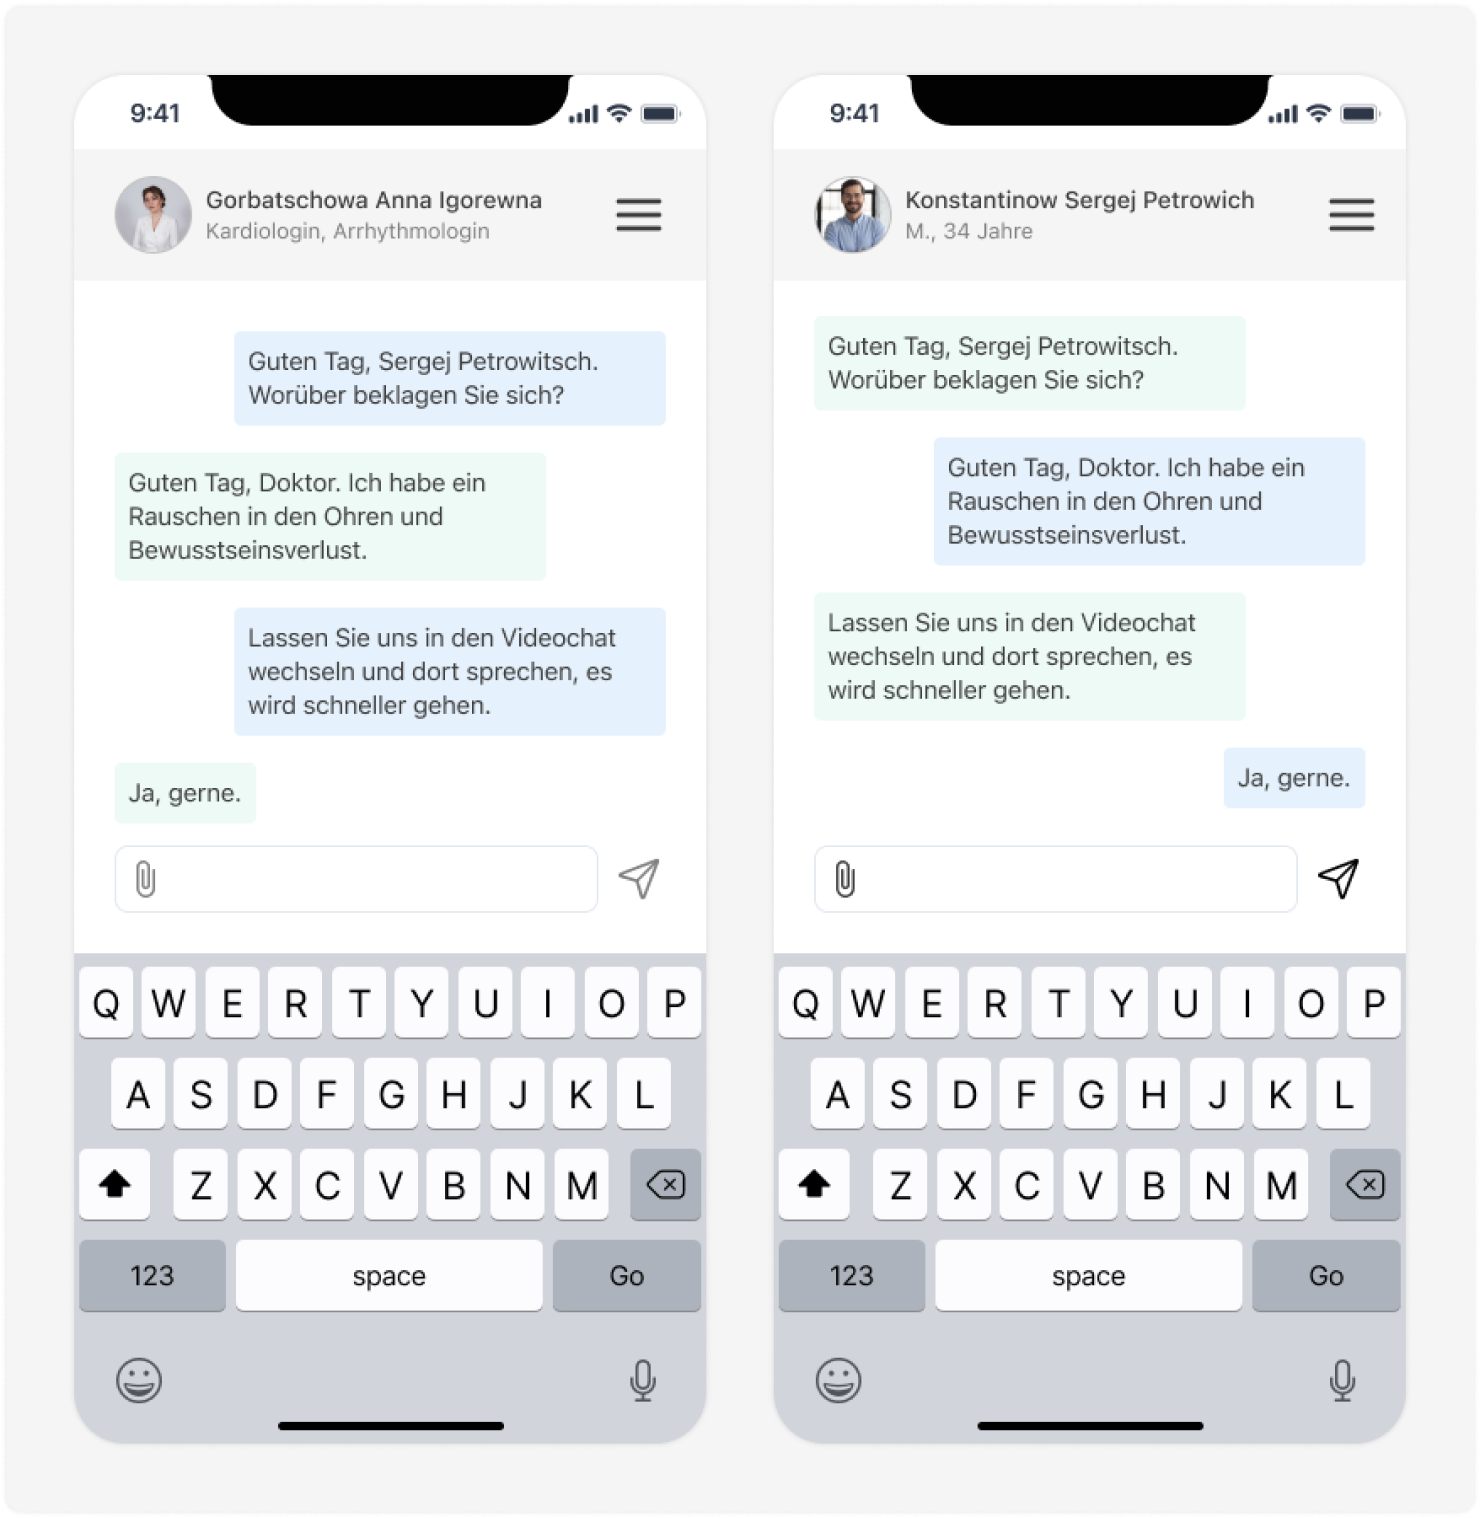 9:41
Gorbatschowa Anna Igorewna
Kardiologin, Arrhythmologin
Guten Tag, Sergej Petrowitsch.
Worüber beklagen Sie sich?
Guten Tag, Doktor. Ich habe ein
Rauschen in den Ohren und
Bewusstseinsverlust.
Lassen Sie uns in den Videochat
wechseln und dort sprechen, es
wird schneller gehen.
Ja, gerne.
Q W E R T Y U I O P
A S D F G H J K L
Z X C V B N M
123 space Go
9:41
Konstantinow Sergej Petrowich
M., 34 Jahre
Guten Tag, Sergej Petrowitsch.
Worüber beklagen Sie sich?
Guten Tag, Doktor. Ich habe ein
Rauschen in den Ohren und
Bewusstseinsverlust.
Lassen Sie uns in den Videochat
wechseln und dort sprechen, es
wird schneller gehen.
Ja, gerne.
Q W E R T Y U I O P
A S D F G H J K L
Z X C V B N M
123 space Go